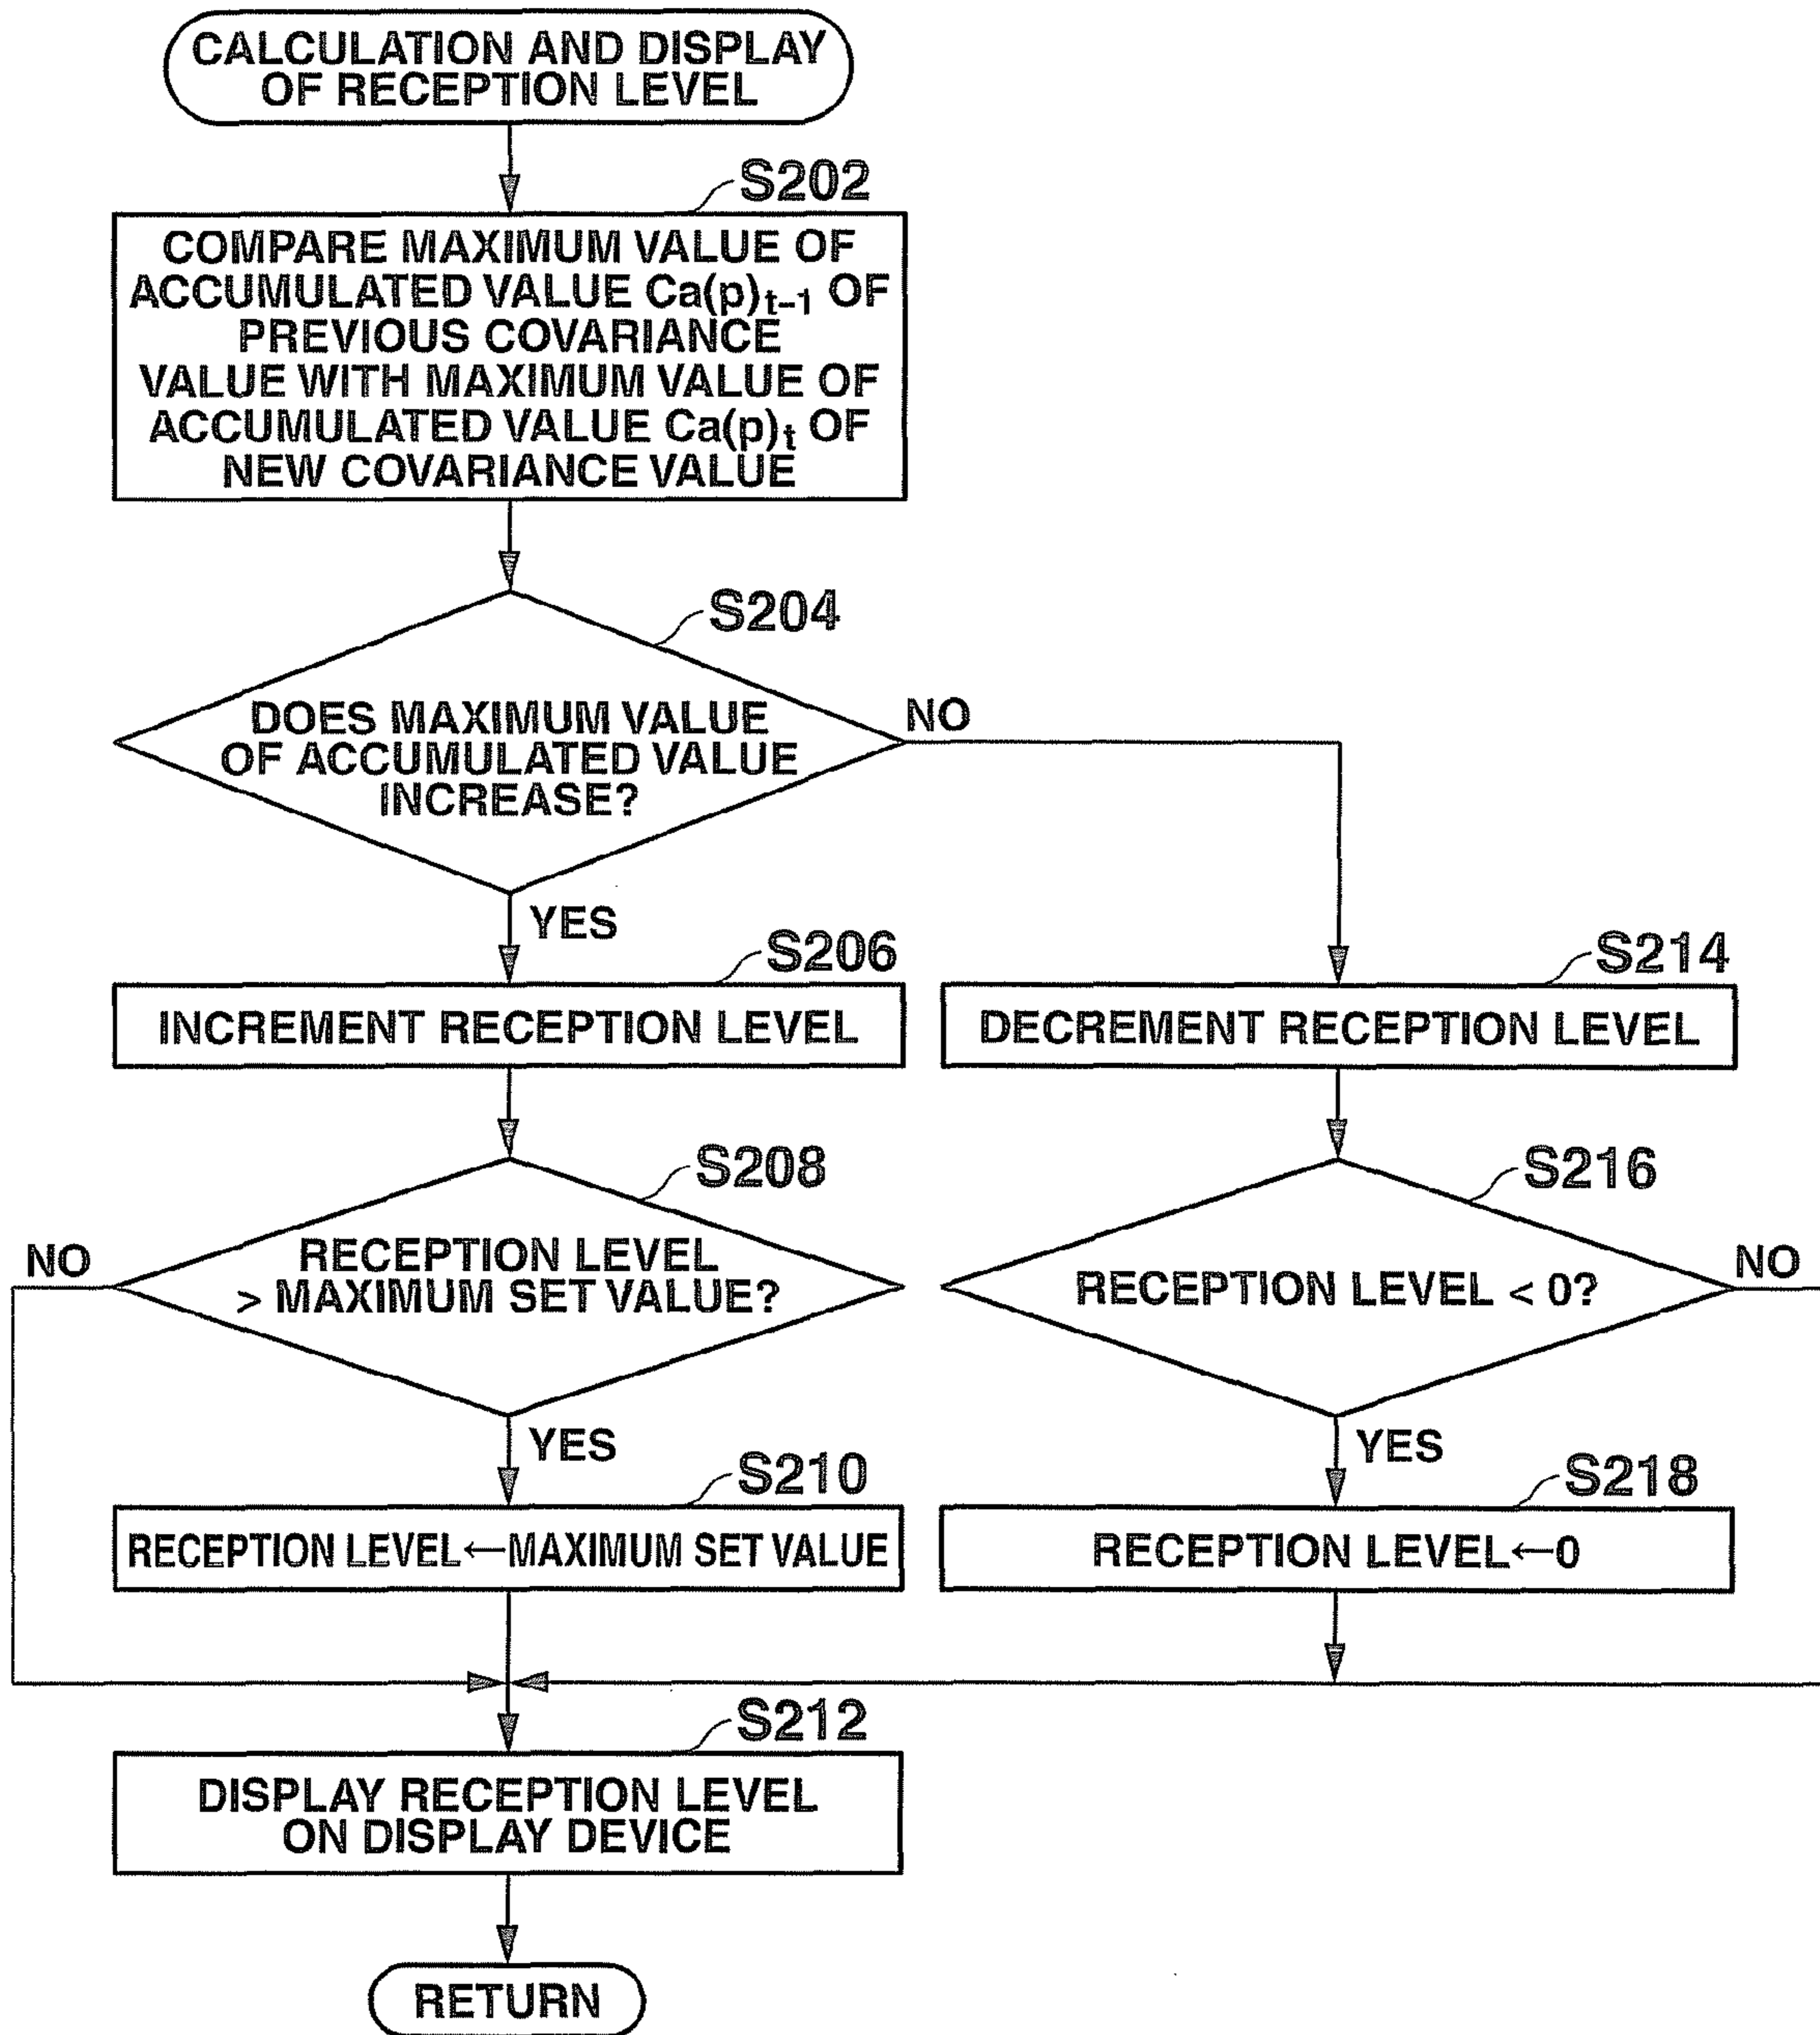 CALCULATION AND DISPLAY
OF RECEPTION LEVEL
S202
COMPARE MAXIMUM VALUE OF
ACCUMULATED VALUE Ca(p)t-1 OF
PREVIOUS COVARIANCE
VALUE WITH MAXIMUM VALUE OF
ACCUMULATED VALUE Ca(p)t OF
NEW COVARIANCE VALUE
S204
DOES MAXIMUM VALUE
OF ACCUMULATED VALUE
INCREASE?
NO
YES
S206
INCREMENT RECEPTION LEVEL
S214
DECREMENT RECEPTION LEVEL
S208
RECEPTION LEVEL
> MAXIMUM SET VALUE?
NO
YES
S216
RECEPTION LEVEL < 0?
NO
YES
S210
RECEPTION LEVEL←MAXIMUM SET VALUE
S218
RECEPTION LEVEL←0
S212
DISPLAY RECEPTION LEVEL
ON DISPLAY DEVICE
RETURN